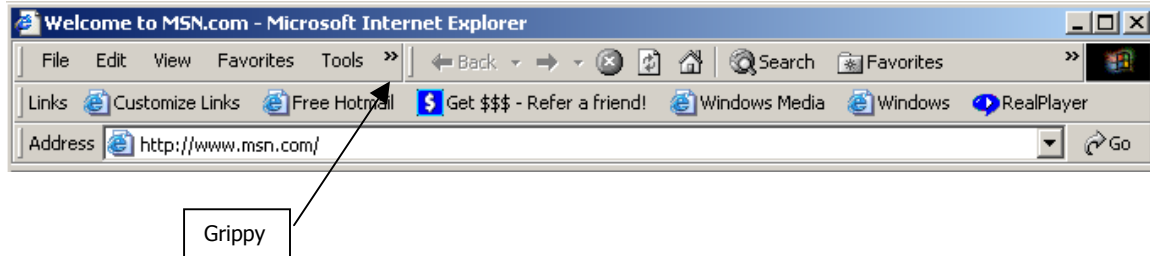 Welcome to MSN.com - Microsoft Internet Explorer
File Edit View Favorites Tools » Back Search Favorites »
Links Customize Links Free Hotmail $ Get $$$ - Refer a friend! Windows Media Windows RealPlayer
Address http://www.msn.com/ Go
Grippy